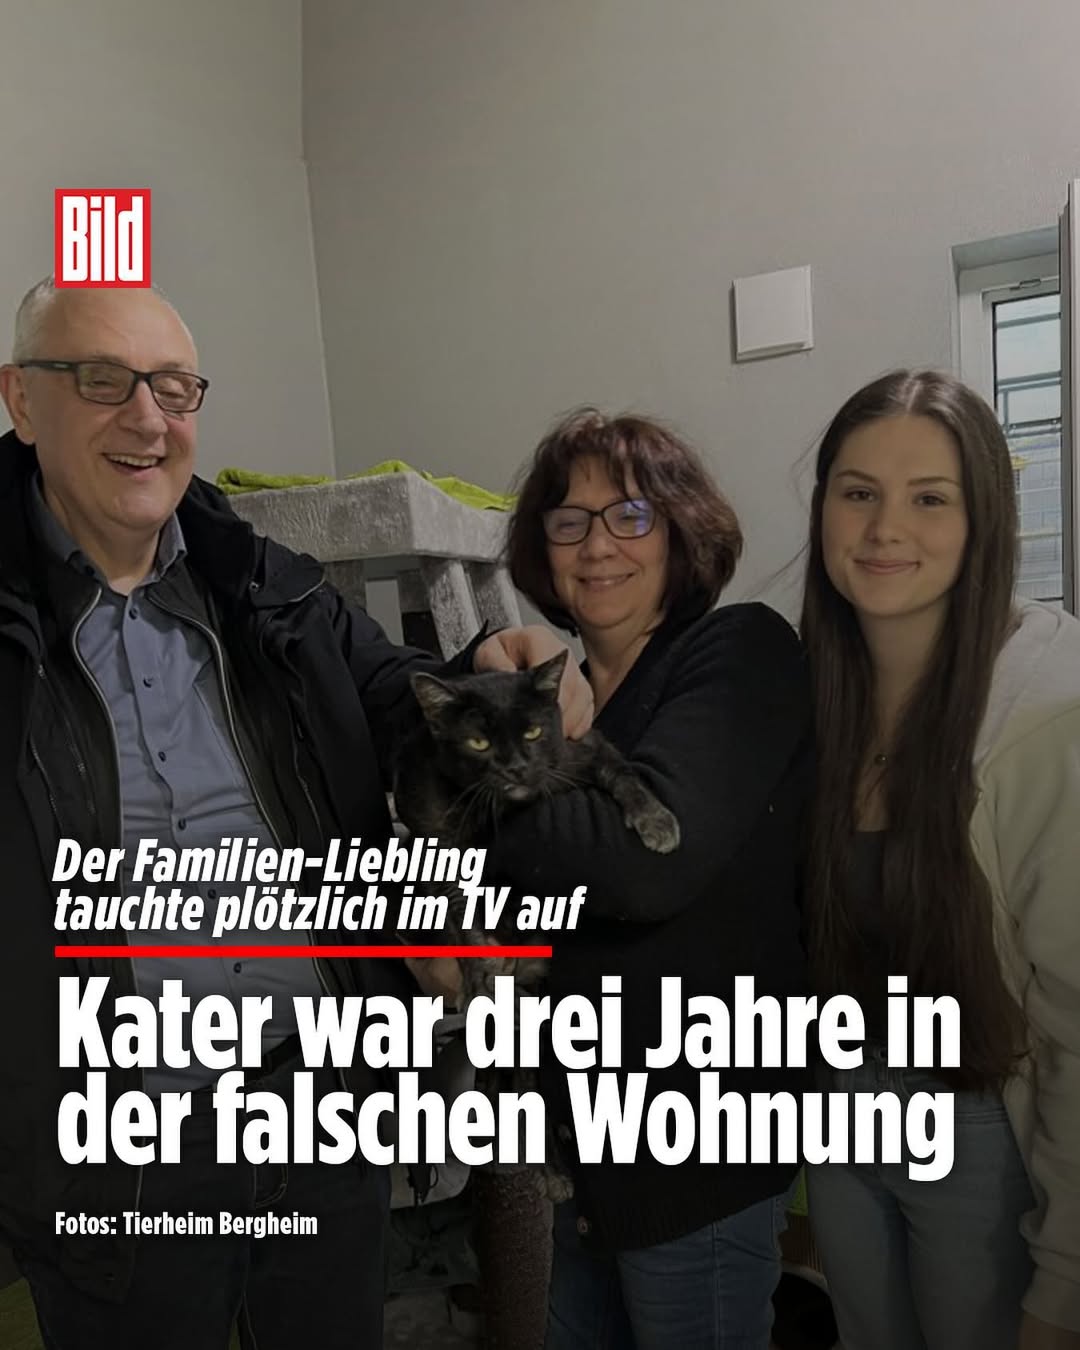 Bild
Der Familien-Liebling
tauchte plötzlich im TV auf
Kater war drei Jahre in
der falschen Wohnung
Fotos: Tierheim Bergheim